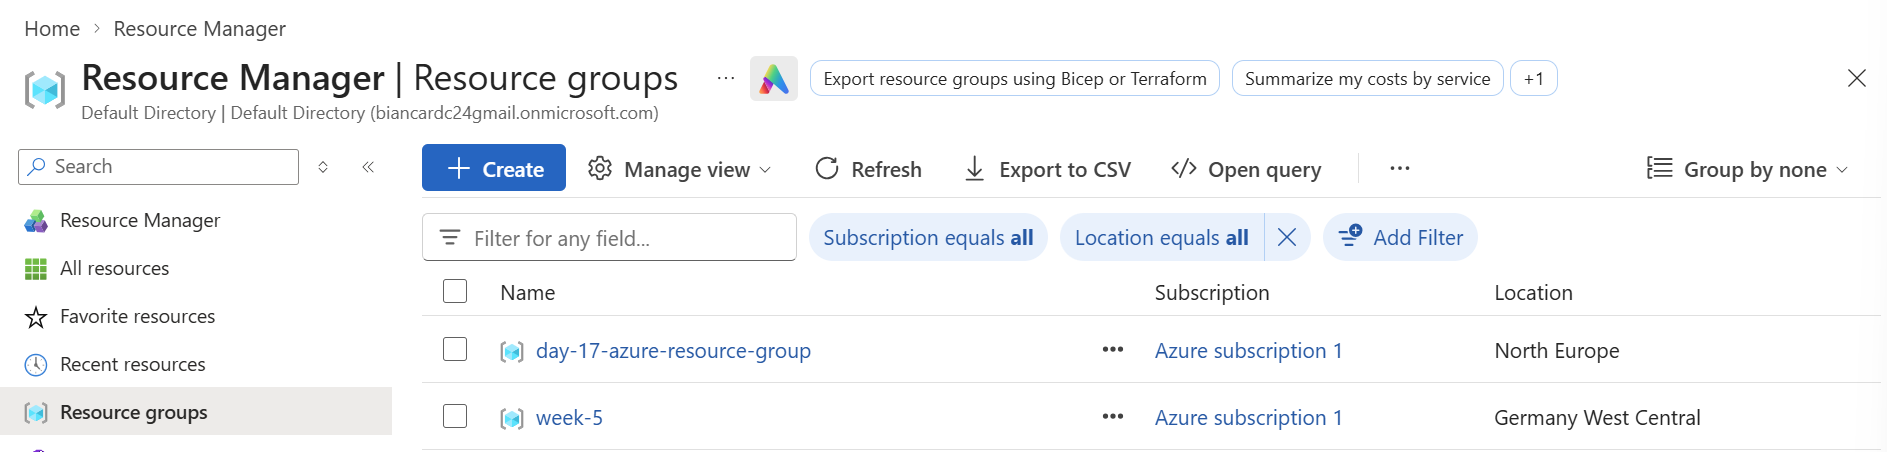 Home > Resource Manager
Resource Manager | Resource groups
Default Directory | Default Directory (biancardc24gmail.onmicrosoft.com)
... Export resource groups using Bicep or Terraform Summarize my costs by service +1
Search
Resource Manager
All resources
Favorite resources
Recent resources
Resource groups
+ Create Manage view Refresh Export to CSV Open query ... Group by none
Filter for any field... Subscription equals all Location equals all Add Filter
Name Subscription Location
day-17-azure-resource-group ... Azure subscription 1 North Europe
week-5 ... Azure subscription 1 Germany West Central